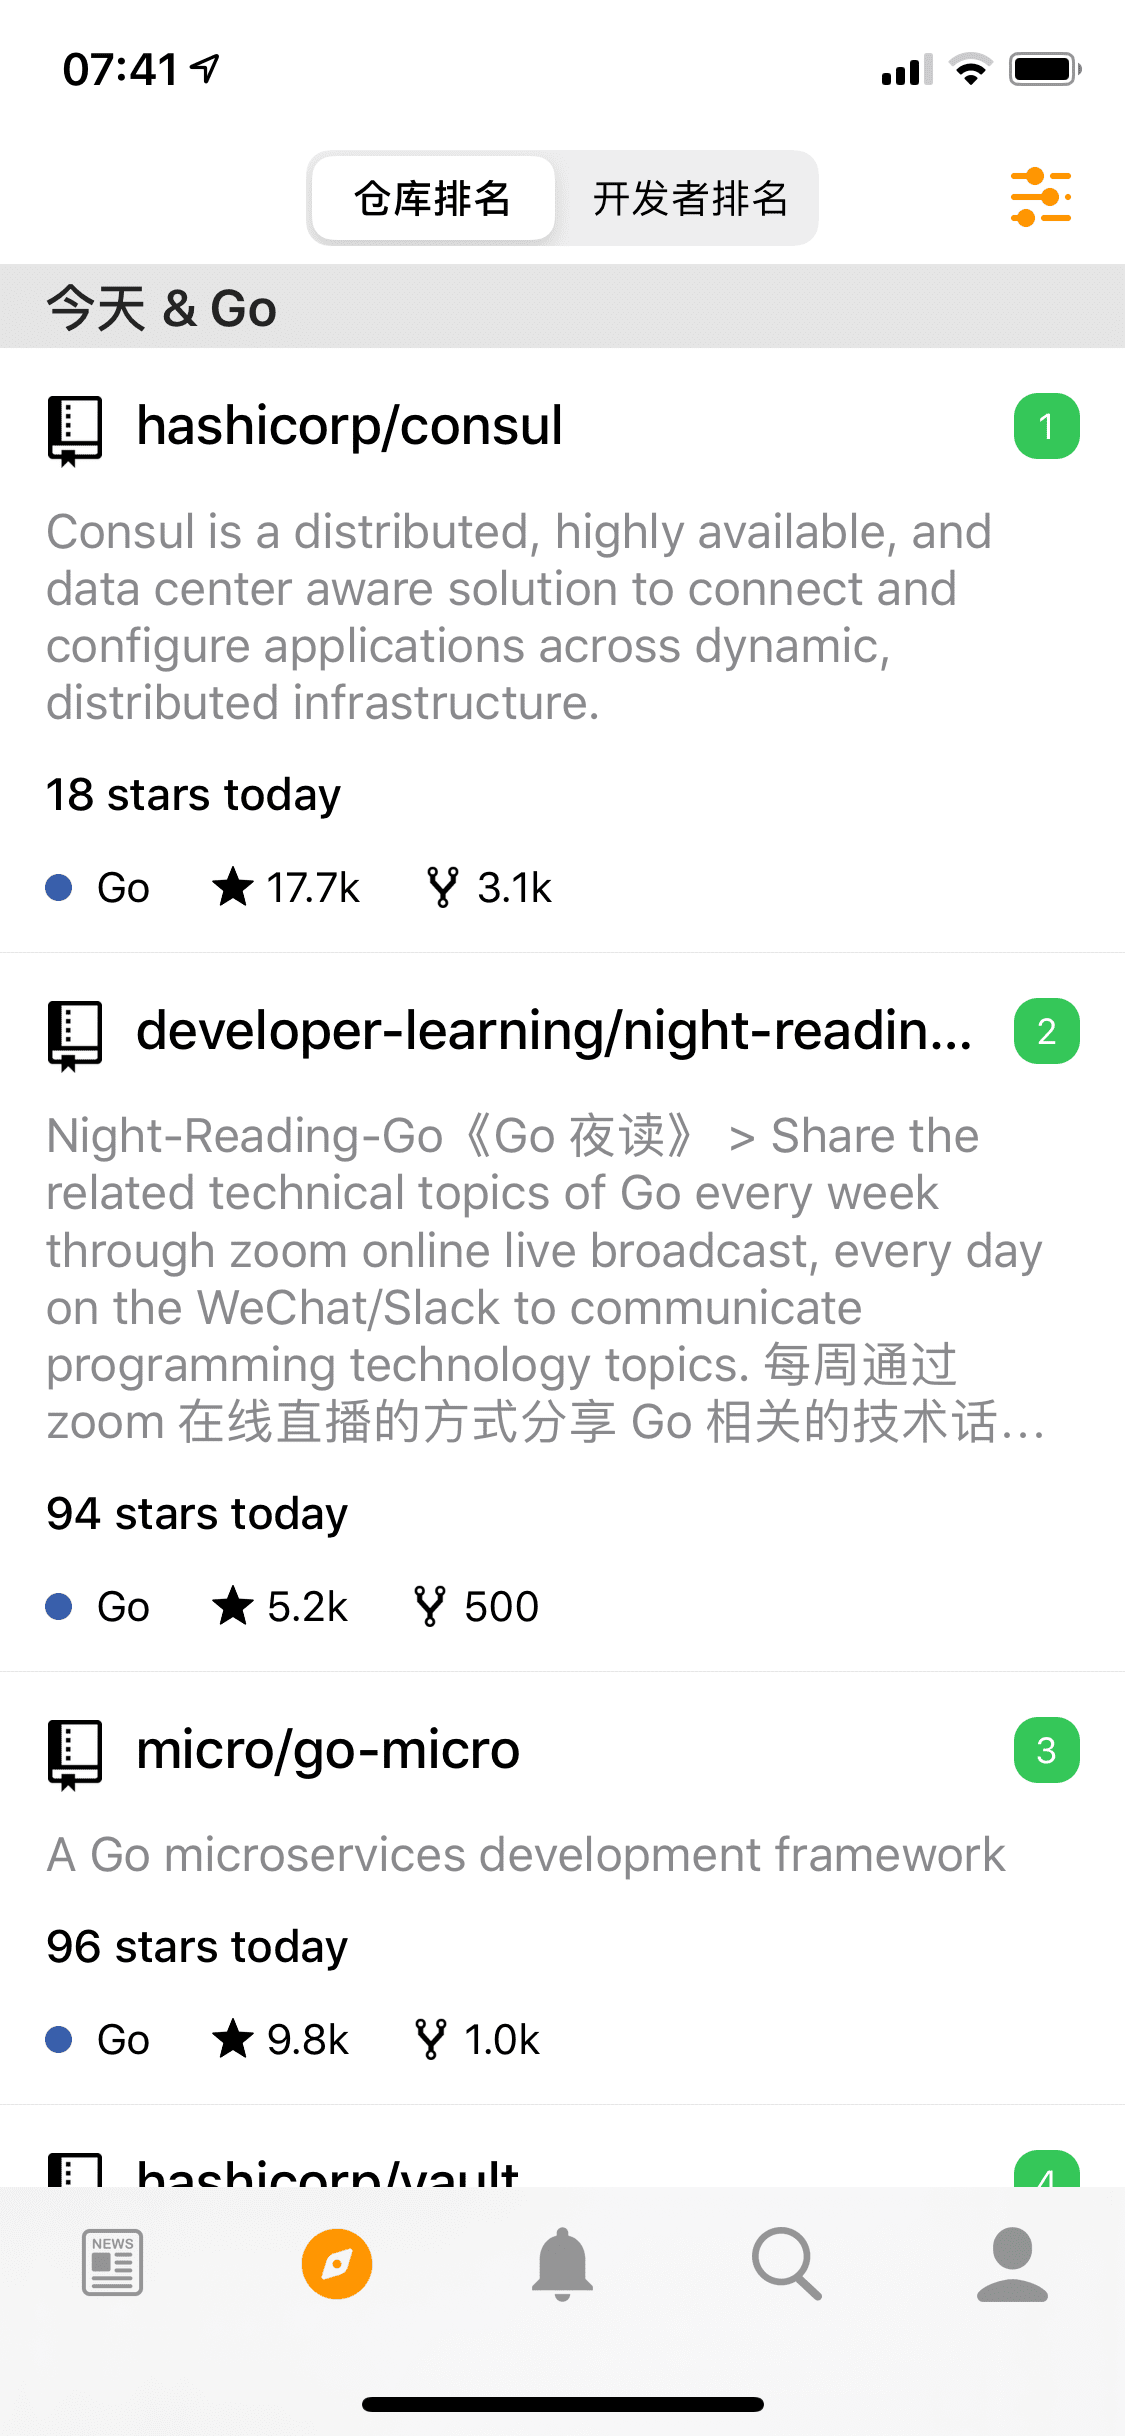 07:41
仓库排名 开发者排名
今天 & Go
hashicorp/consul 1
Consul is a distributed, highly available, and
data center aware solution to connect and
configure applications across dynamic,
distributed infrastructure.
18 stars today
Go 17.7k 3.1k
developer-learning/night-readin... 2
Night-Reading-Go《Go 夜读》 > Share the
related technical topics of Go every week
through zoom online live broadcast, every day
on the WeChat/Slack to communicate
programming technology topics. 每周通过
zoom 在线直播的方式分享 Go 相关的技术话...
94 stars today
Go 5.2k 500
micro/go-micro 3
A Go microservices development framework
96 stars today
Go 9.8k 1.0k
hashicorp/vault 4
NEWS